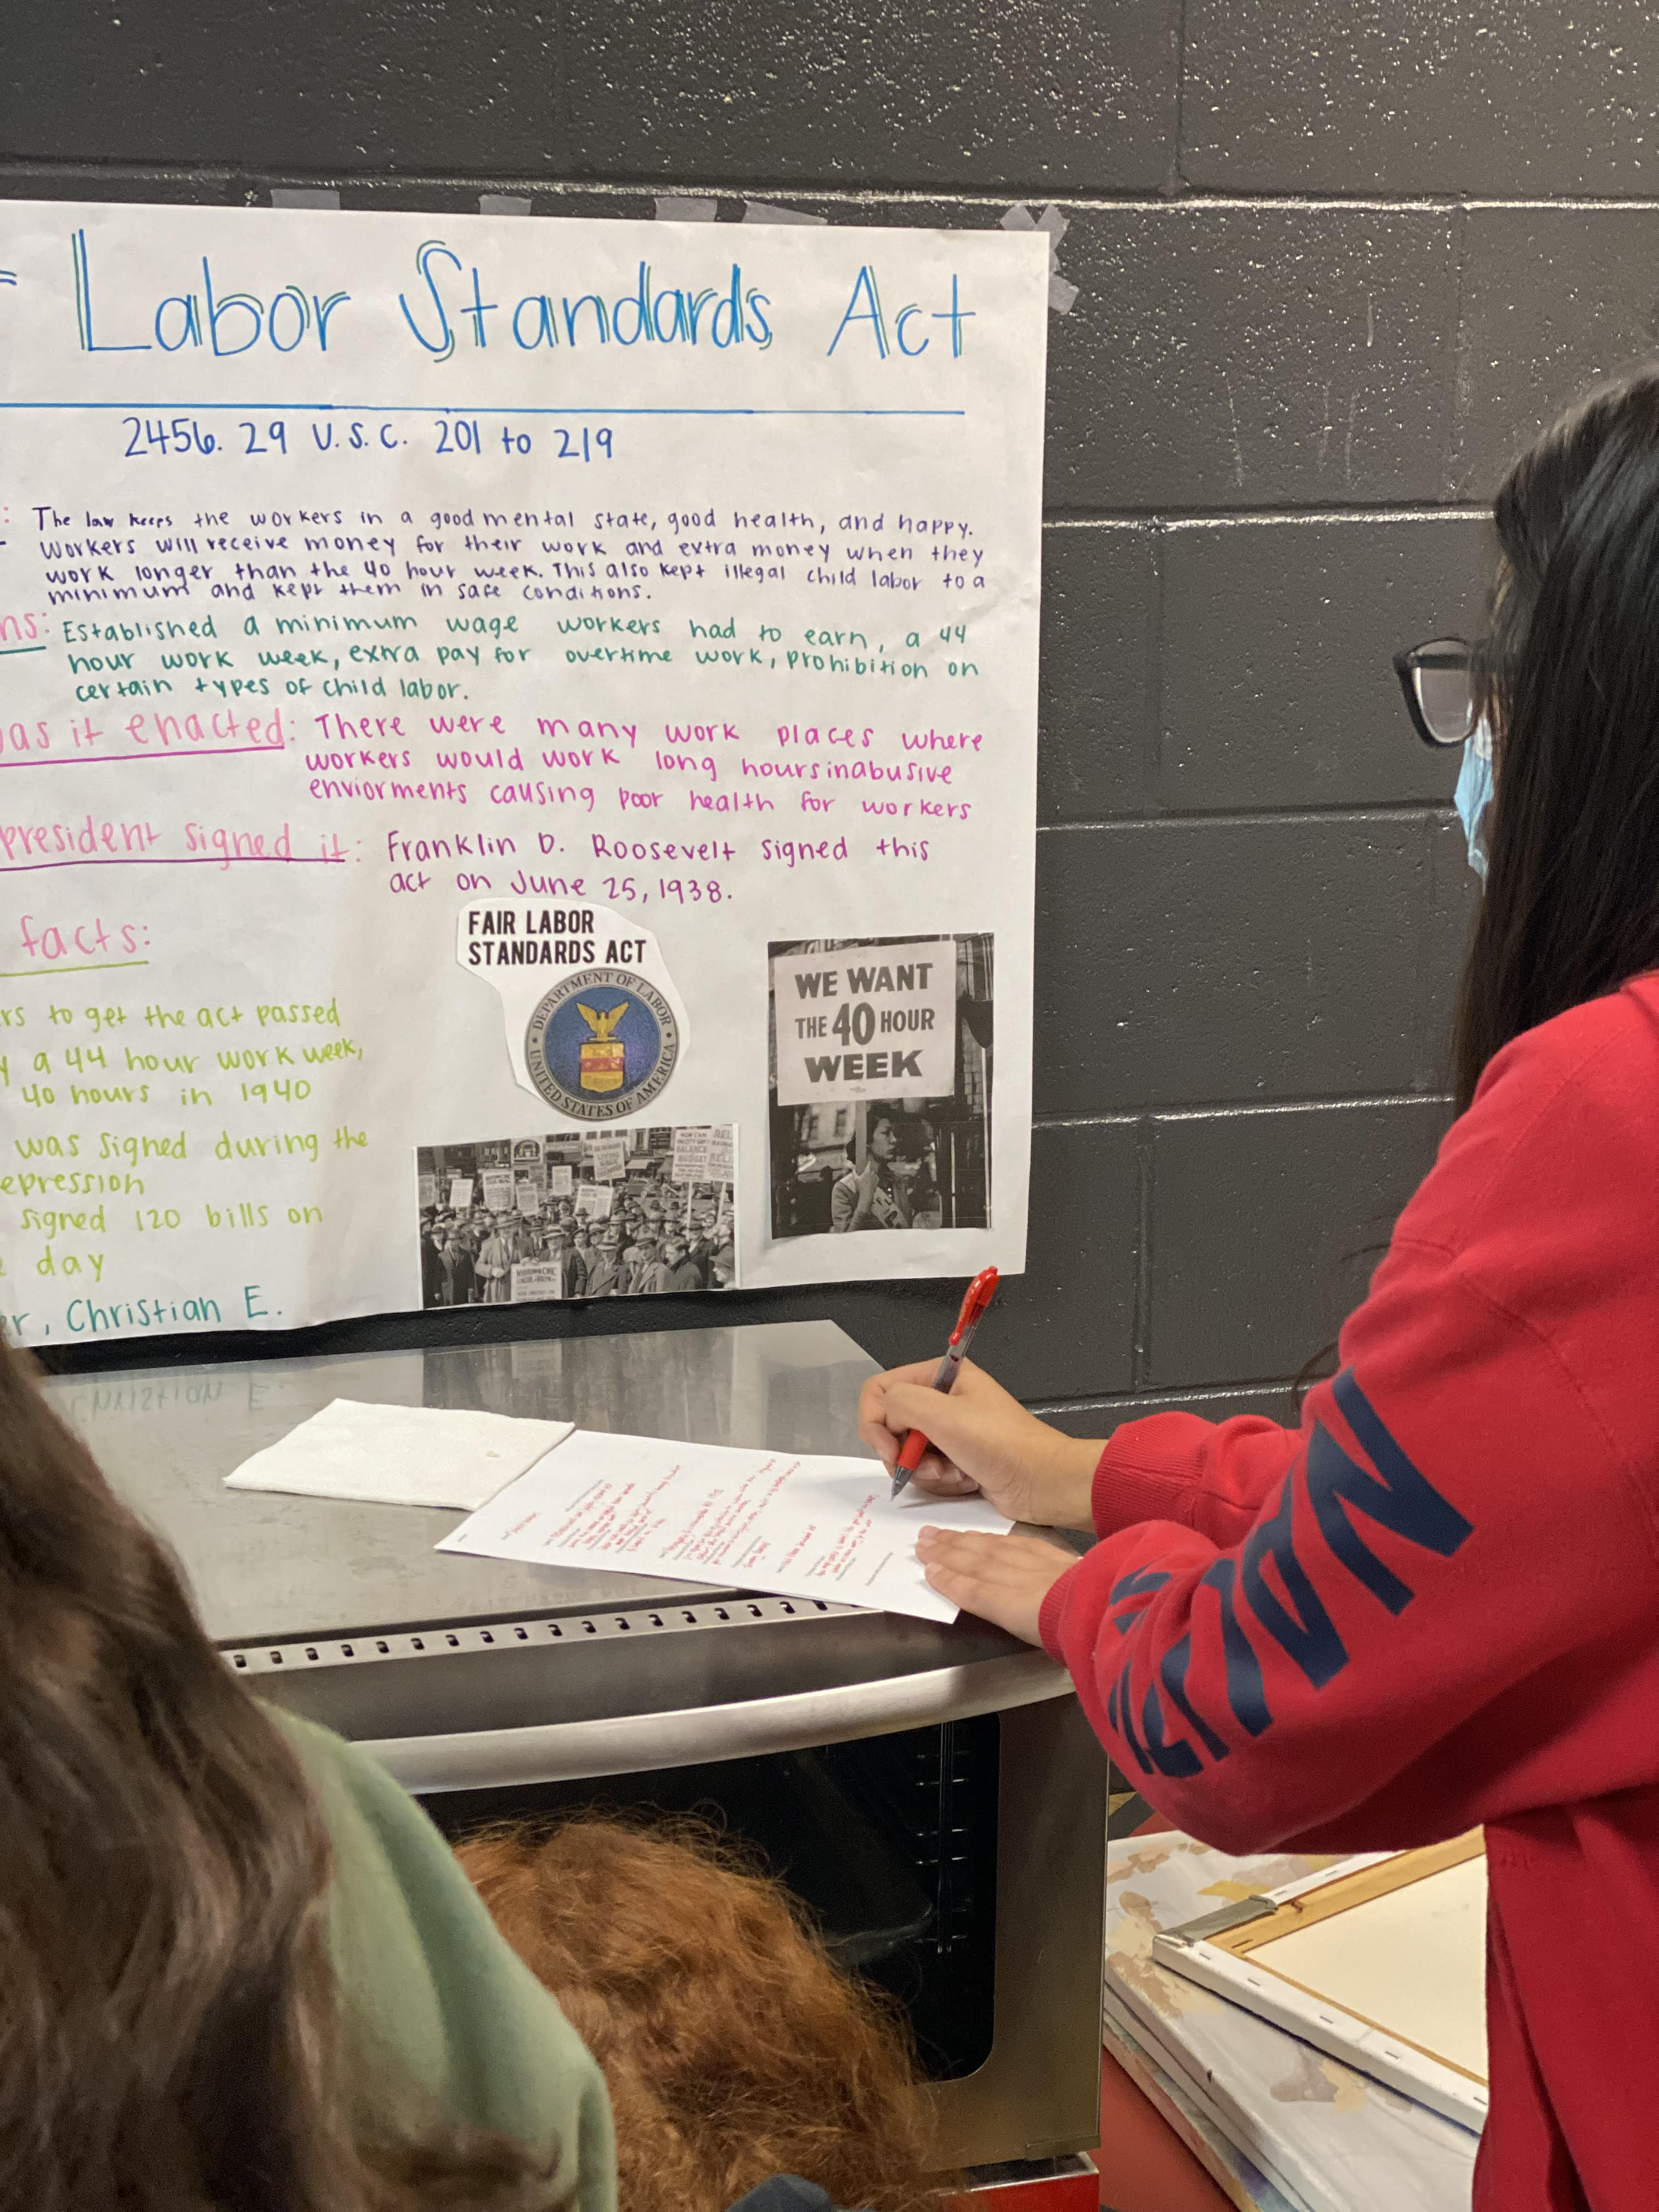 Labor Standards Act
2456. 29 U.S.C. 201 to 219
: The law keeps the workers in a good mental state, good health, and happy.
Workers will receive money for their work and extra money when they
work longer than the 40 hour week. This also kept illegal child labor to a
minimum and kept them in safe conditions.
ns: Established a minimum wage workers had to earn, a 44
hour work week, extra pay for overtime work, prohibition on
certain types of child labor.
as it enacted: There were many work places where
workers would work long hours in abusive
enviorments causing poor health for workers
president signed it: Franklin D. Roosevelt signed this
act on June 25, 1938.
facts:
rs to get the act passed
y a 44 hour work week,
40 hours in 1940
was signed during the
epression
signed 120 bills on
day
er, Christian E.
FAIR LABOR
STANDARDS ACT
DEPARTMENT OF LABOR
UNITED STATES OF AMERICA
WE WANT
THE 40 HOUR
WEEK